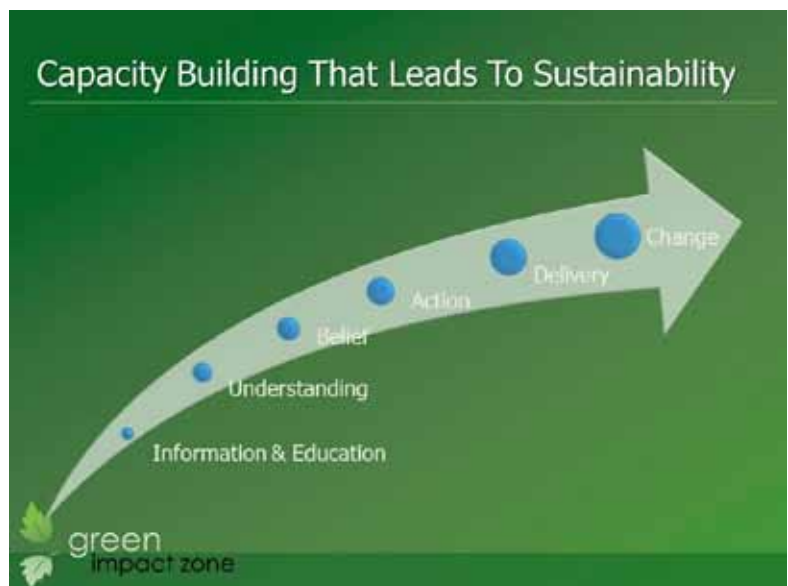 Capacity Building That Leads To Sustainability
Change
Delivery
Action
Belief
Understanding
Information & Education
green
impact zone